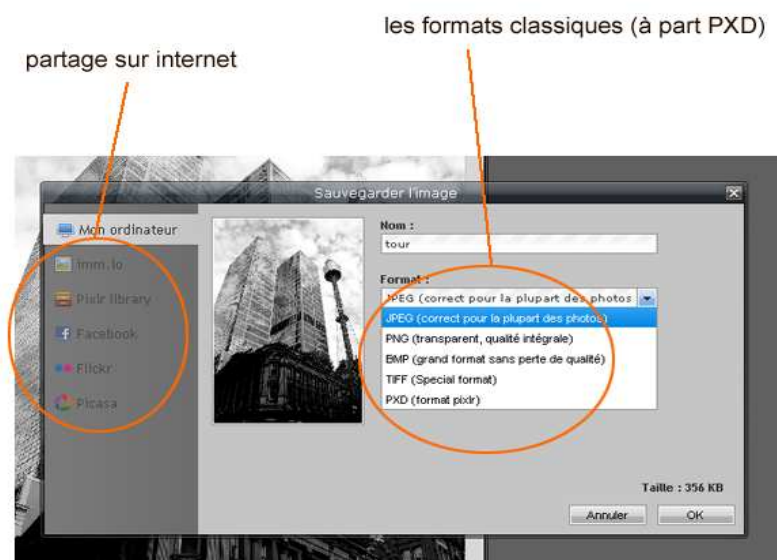 les formats classiques (à part PXD)
partage sur internet
Sauvegarder l'image
Mon ordinateur
imm.io
Pixlr library
Facebook
Flickr
Picasa
Nom :
tour
Format :
JPEG (correct pour la plupart des photos
JPEG (correct pour la plupart des photos)
PNG (transparent, qualité intégrale)
BMP (grand format sans perte de qualité)
TIFF (Special format)
PXD (format pixlr)
Taille : 356 KB
Annuler
OK